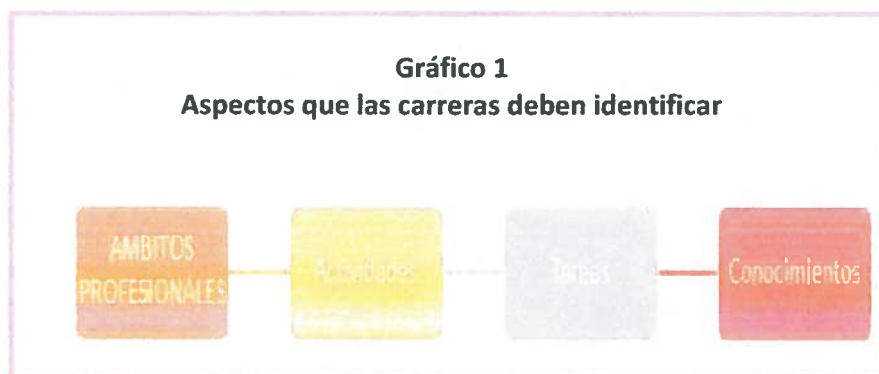 Gráfico 1
Aspectos que las carreras deben identificar
AMBITOS
PROFESIONALES
Actividades
Tareas
Conocimientos